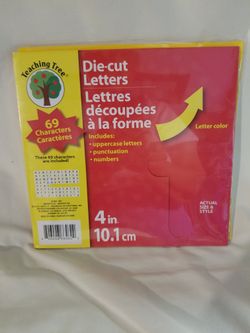 Teaching Tree
69
Characters
Caractères
These 69 characters
are included:
Die-cut
Letters
Lettres
découpées
à la forme
Includes:
• uppercase letters
• punctuation
• numbers
Letter color
4 in.
10.1 cm
ACTUAL
SIZE &
STYLE